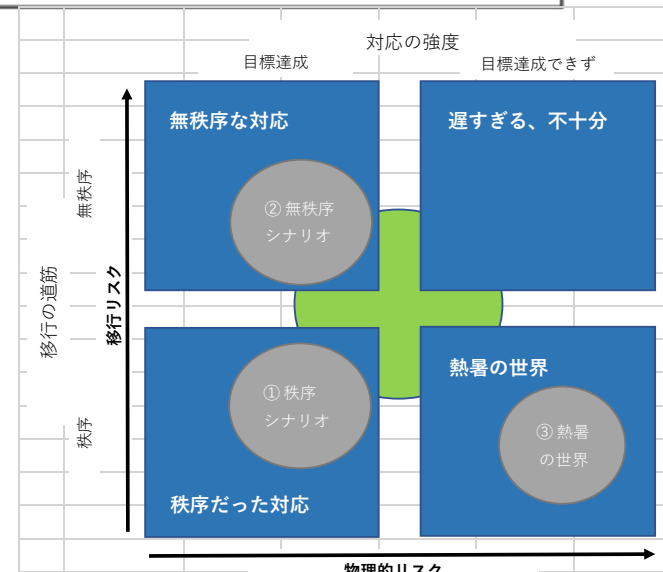 対応の強度
目標達成
目標達成できず
無秩序な対応
遅すぎる、不十分
② 無秩序
シナリオ
無秩序
移行の道筋
移行リスク
秩序
① 秩序
シナリオ
秩序だった対応
熱暑の世界
③ 熱暑
の世界
物理的リスク